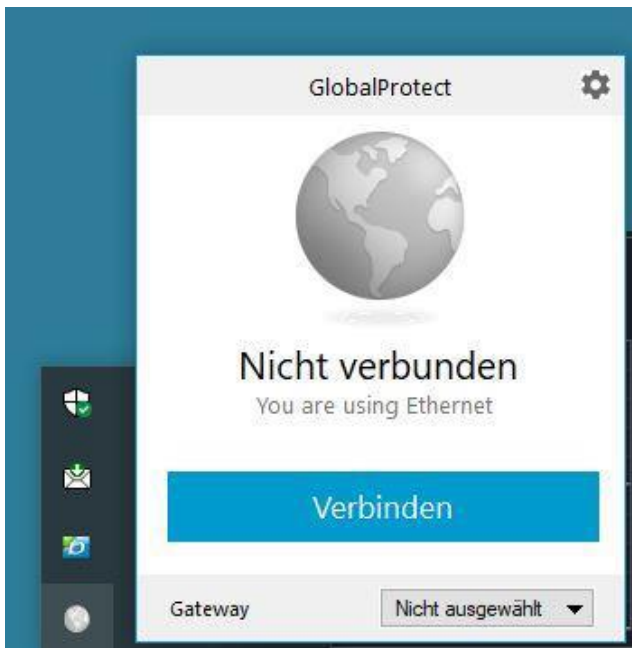 GlobalProtect
Nicht verbunden
You are using Ethernet
Verbinden
Gateway Nicht ausgewählt